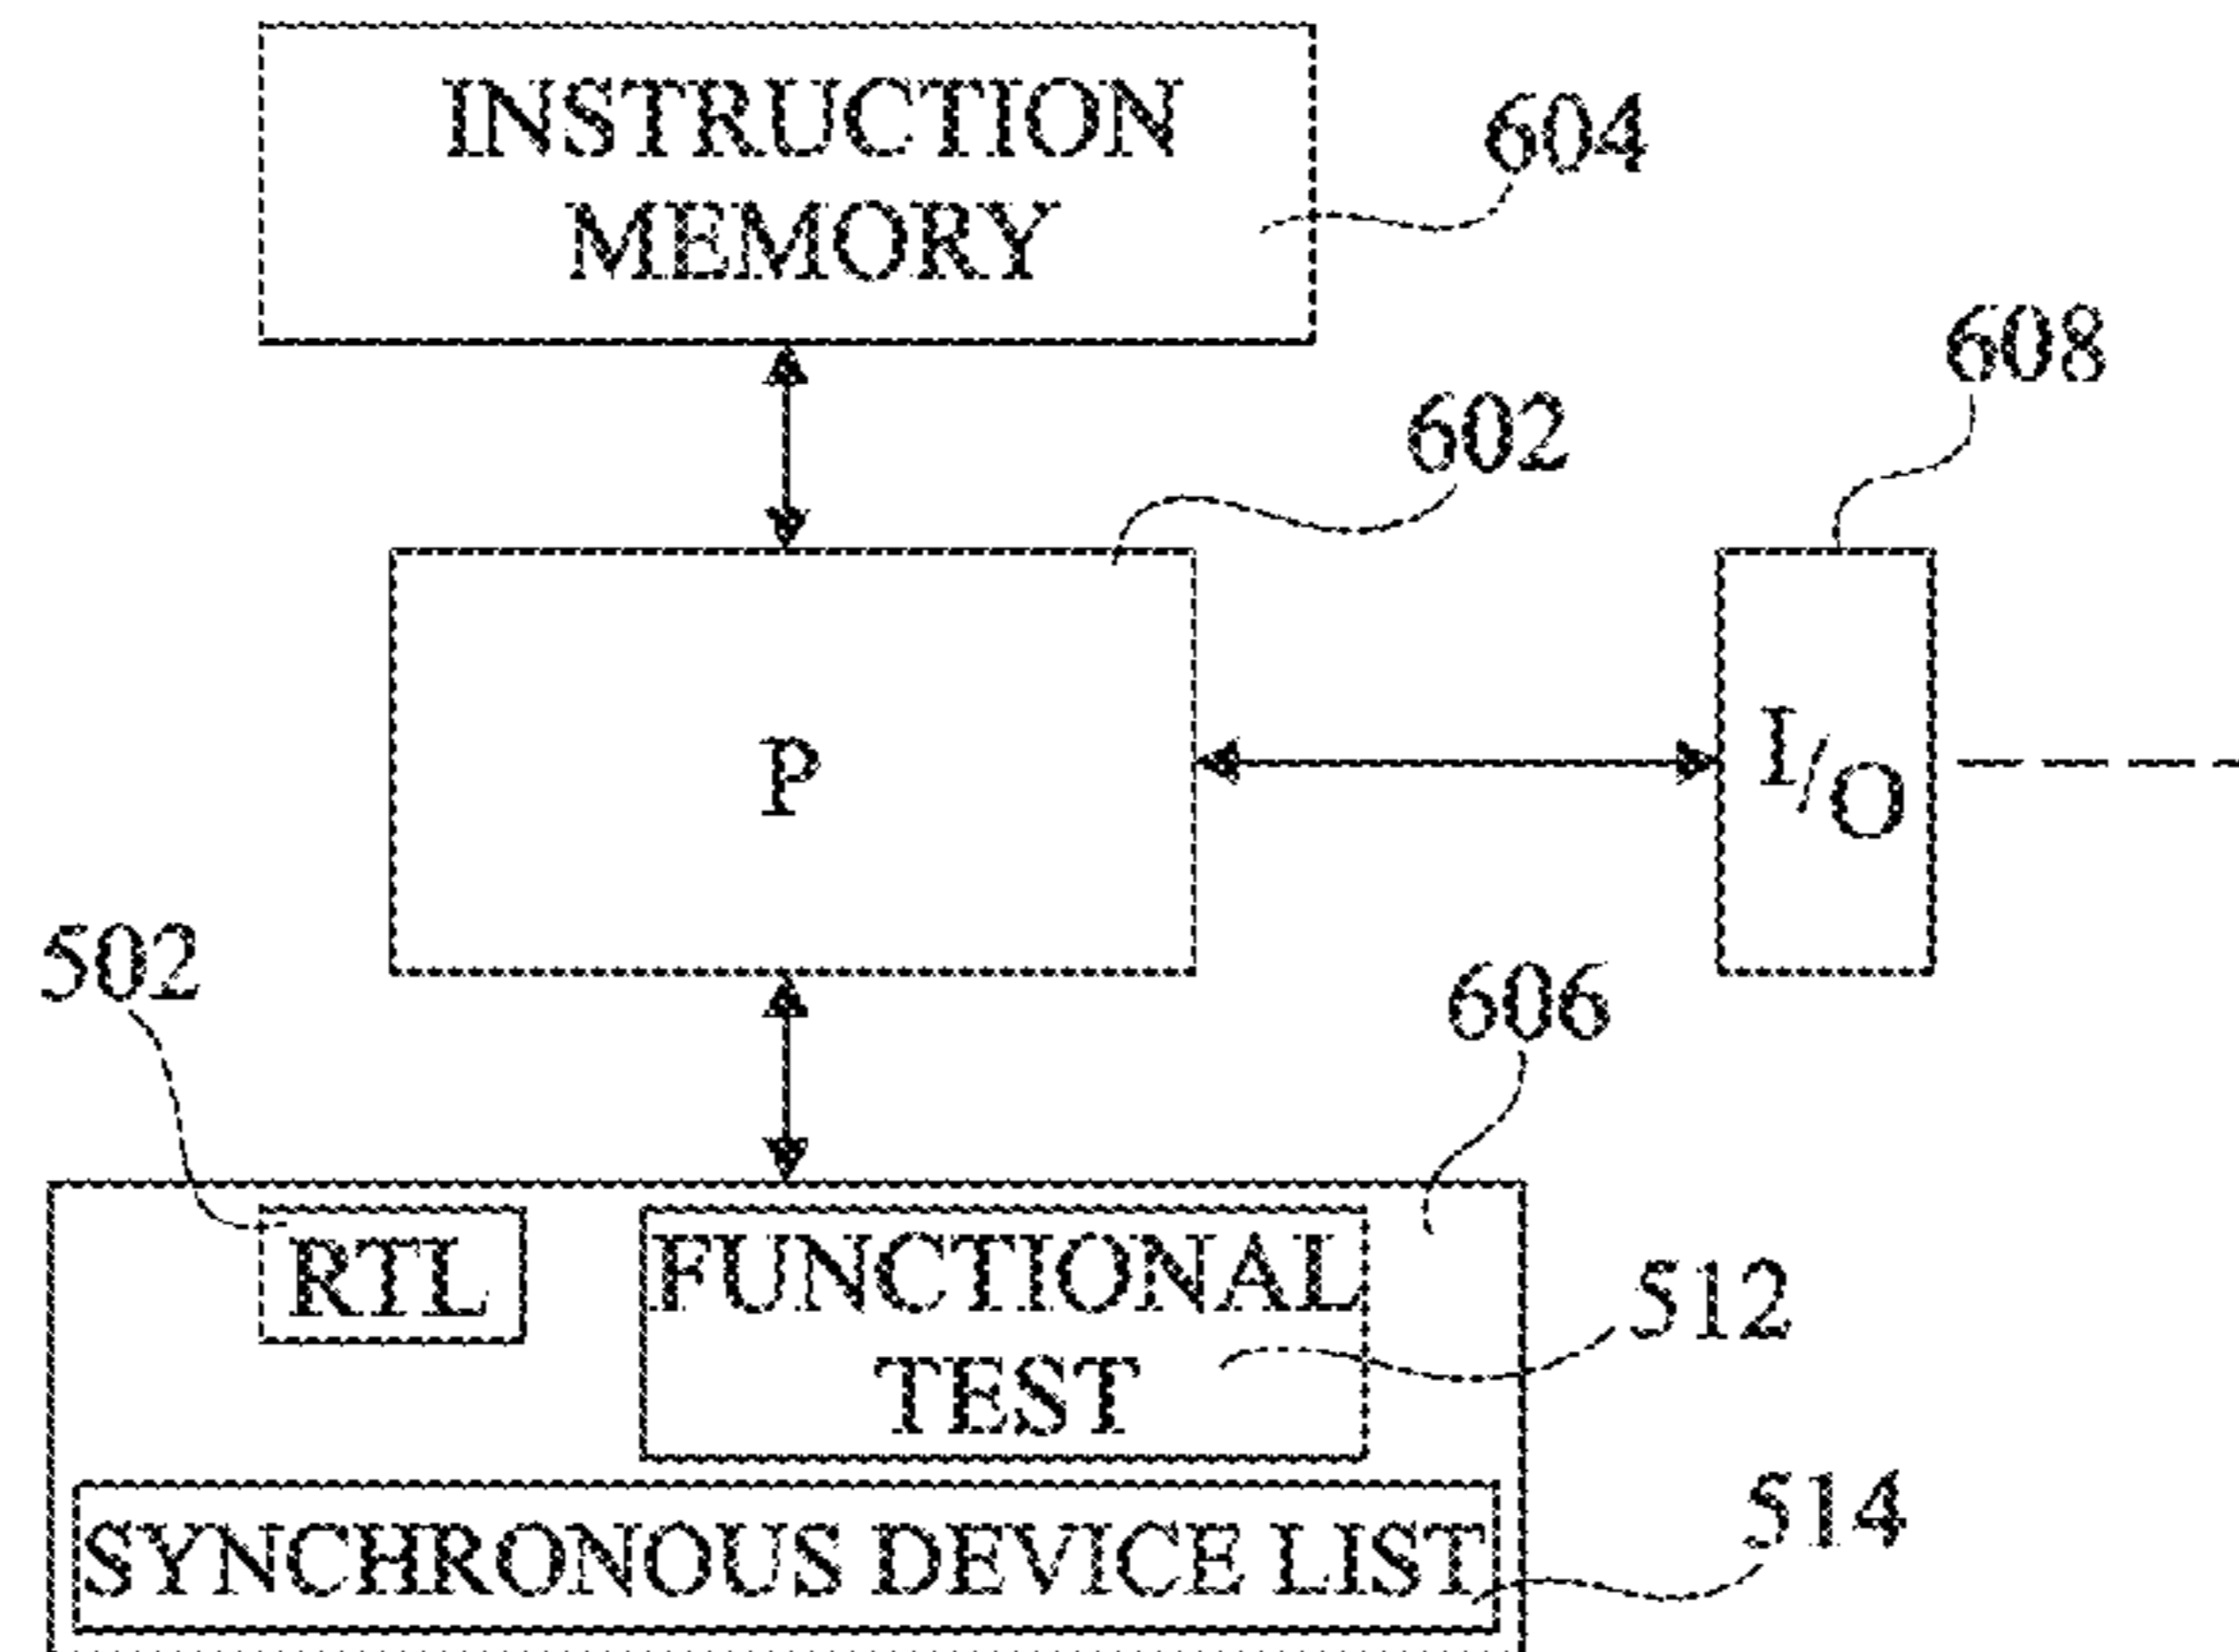 INSTRUCTION
MEMORY
604
608
602
P
I/O
502
606
RTL
FUNCTIONAL
TEST
512
SYNCHRONOUS DEVICE LIST
514